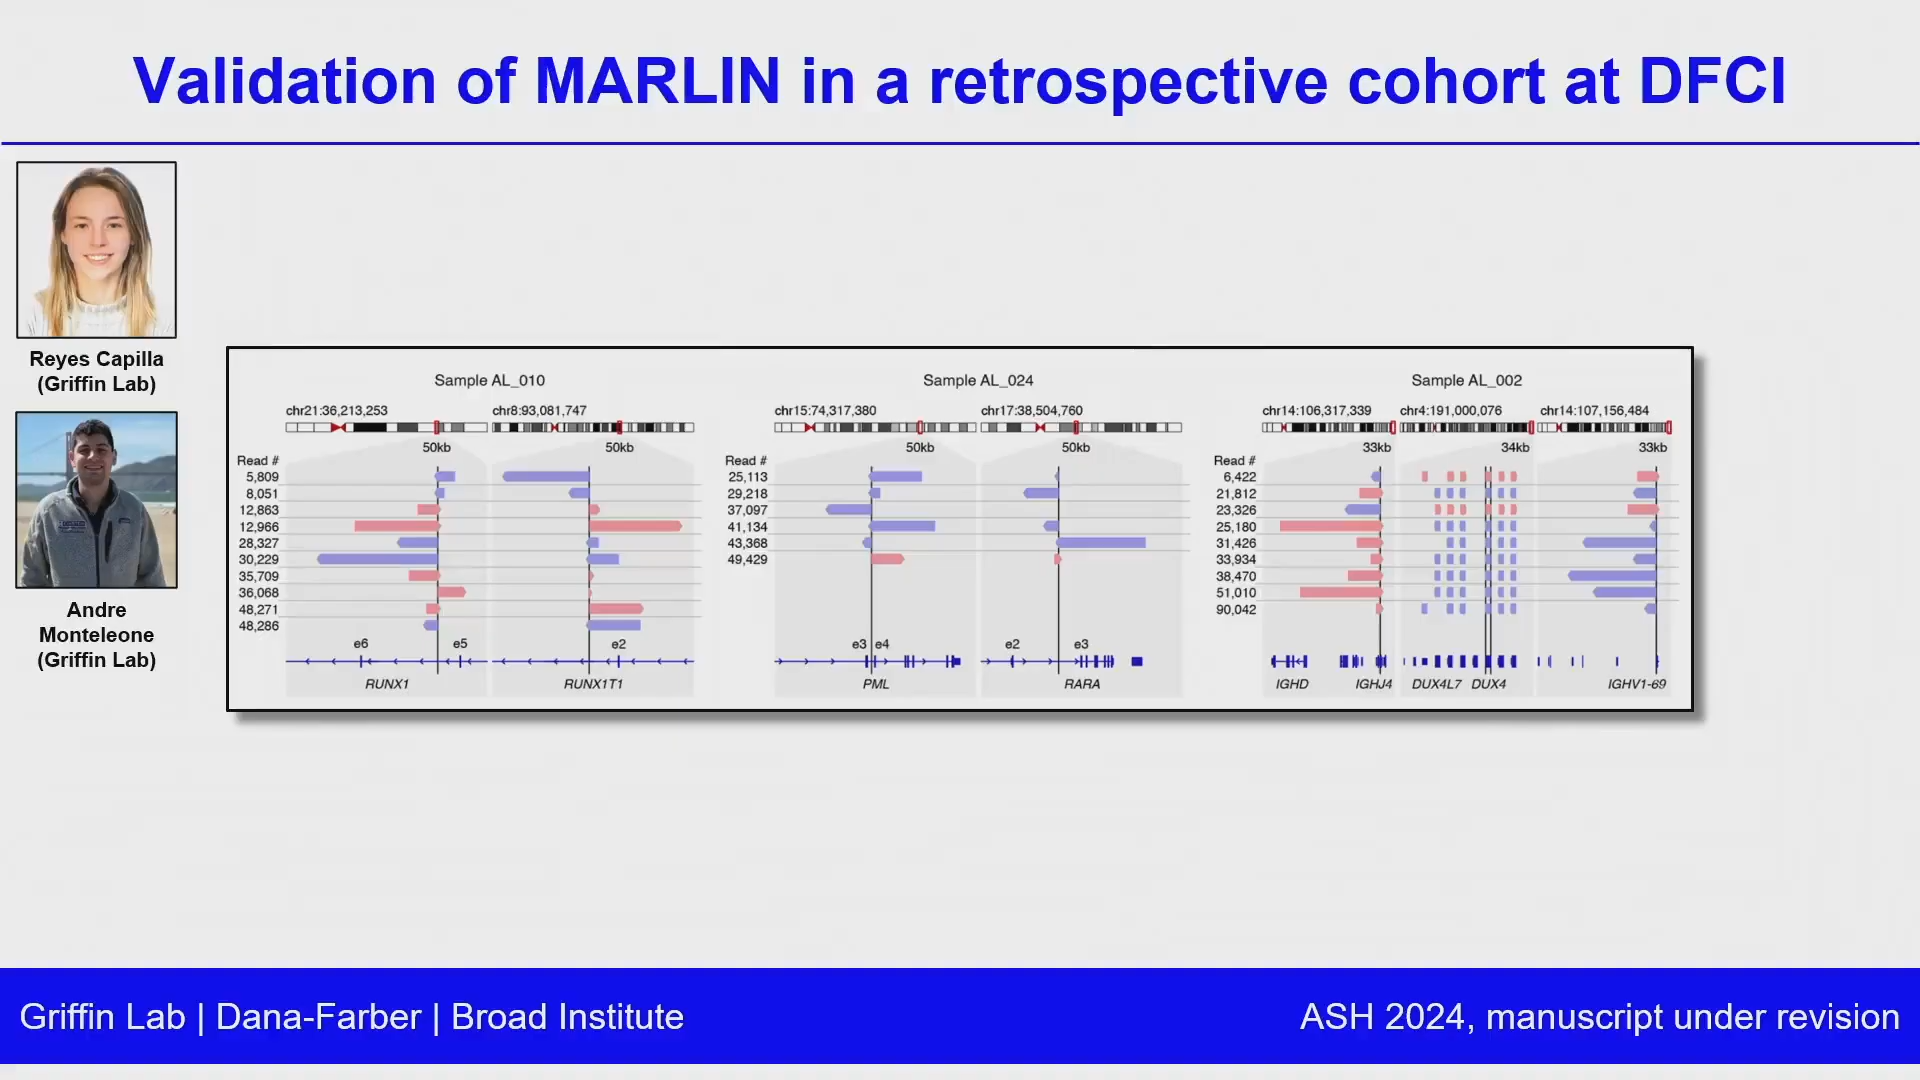 Validation of MARLIN in a retrospective cohort at DFCI
Reyes Capilla
(Griffin Lab)
Andre
Monteleone
(Griffin Lab)
Sample AL_010
chr21:36,213,253
chr8:93,081,747
50kb
50kb
Read #
5,809
8,051
12,863
12,966
28,327
30,229
35,709
36,068
48,271
48,286
e6
e5
e2
RUNX1
RUNX1T1
Sample AL_024
chr15:74,317,380
chr17:38,504,760
50kb
50kb
Read #
25,113
29,218
37,097
41,134
43,368
49,429
e3
e4
e2
e3
PML
RARA
Sample AL_002
chr14:106,317,339
chr4:191,000,076
chr14:107,156,484
33kb
34kb
33kb
Read #
6,422
21,812
23,326
25,180
31,426
33,934
38,470
51,010
90,042
IGHD
IGHJ4
DUX4L7
DUX4
IGHV1-69
Griffin Lab | Dana-Farber | Broad Institute
ASH 2024, manuscript under revision